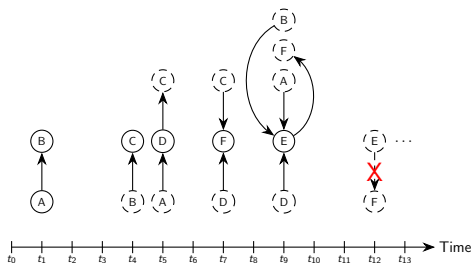 B
F
C C A
B C D F E E ...
A B A D D F
X
Time
t0 t1 t2 t3 t4 t5 t6 t7 t8 t9 t10 t11 t12 t13